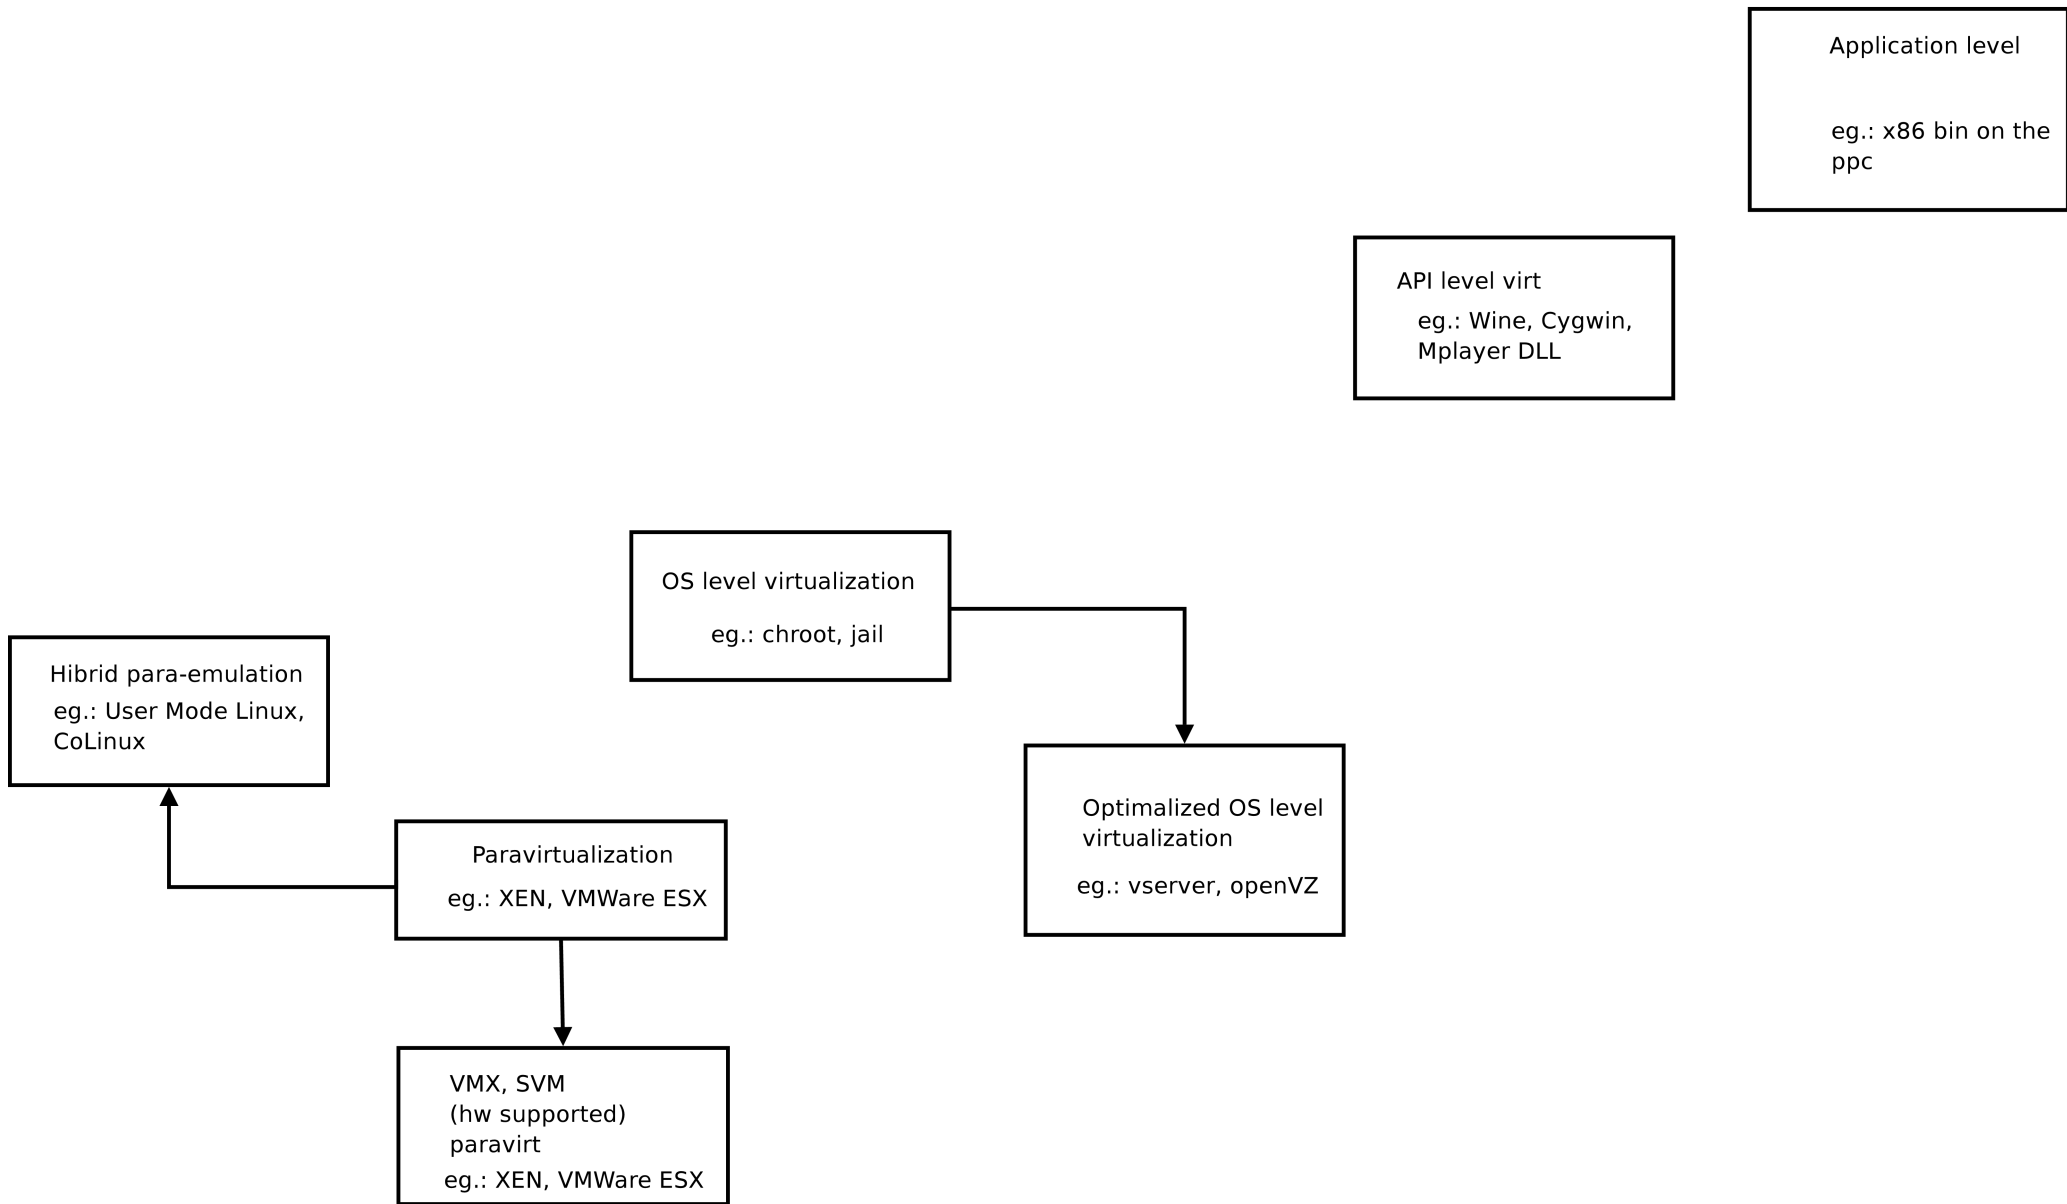 Application level
eg.: x86 bin on the
ppc
API level virt
eg.: Wine, Cygwin,
Mplayer DLL
OS level virtualization
eg.: chroot, jail
Hibrid para-emulation
eg.: User Mode Linux,
CoLinux
Optimalized OS level
virtualization
eg.: vserver, openVZ
Paravirtualization
eg.: XEN, VMWare ESX
VMX, SVM
(hw supported)
paravirt
eg.: XEN, VMWare ESX